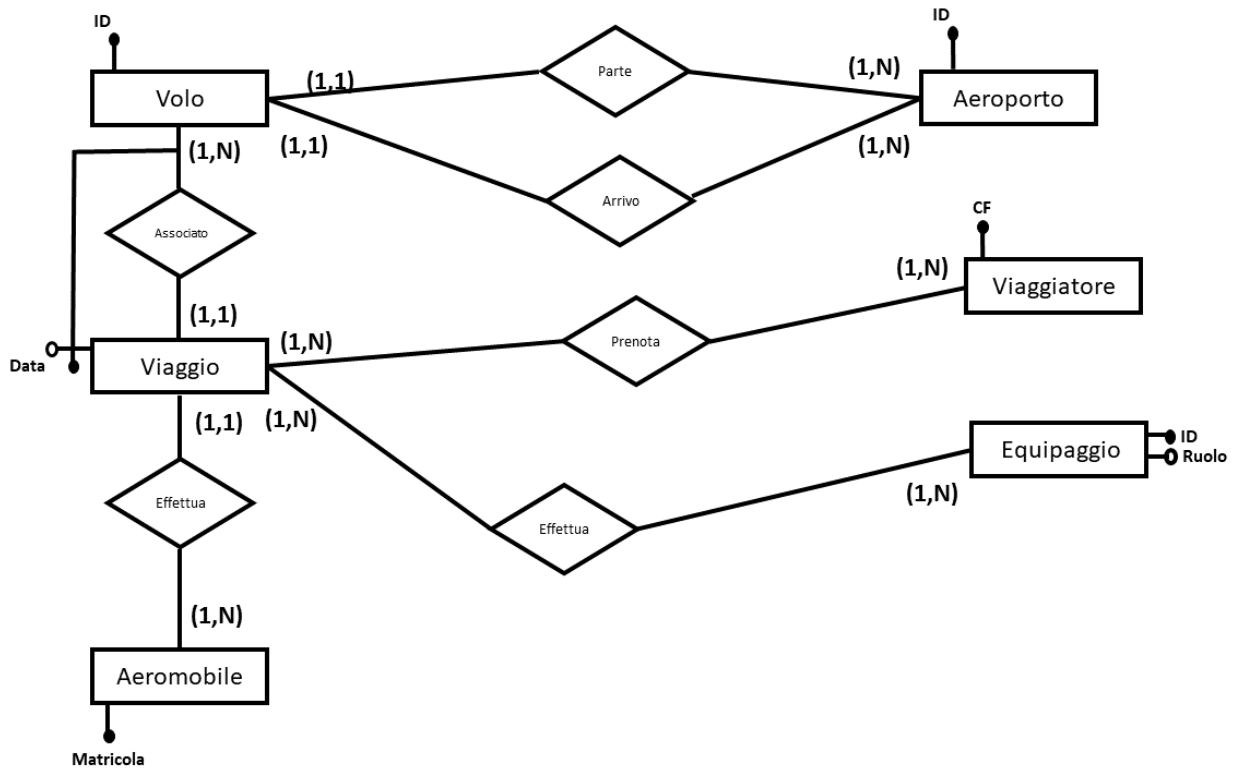 ID
ID
Volo
(1,1)
Parte
(1,N)
Aeroporto
(1,N)
(1,1)
(1,N)
Arrivo
Associato
CF
(1,N)
Viaggiatore
(1,1)
(1,N)
Prenota
Data
Viaggio
(1,1)
(1,N)
Equipaggio
ID
Ruolo
(1,N)
Effettua
Effettua
(1,N)
Aeromobile
Matricola